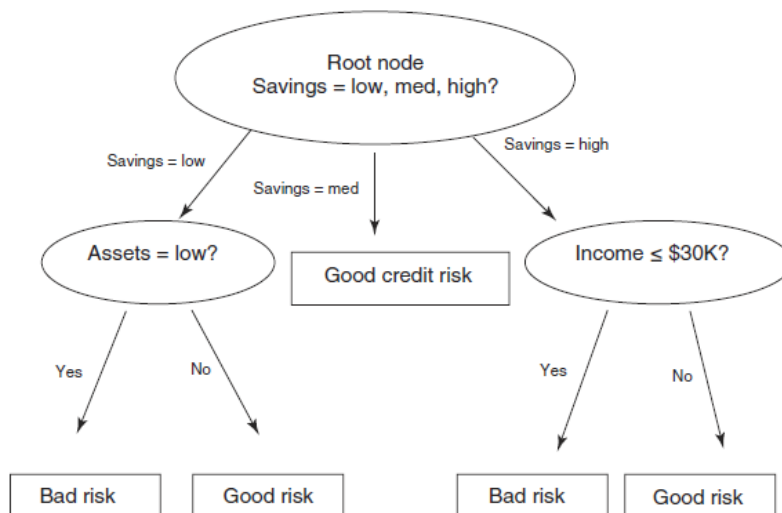 Root node
Savings = low, med, high?
Savings = low
Savings = med
Savings = high
Assets = low?
Good credit risk
Income ≤ $30K?
Yes
No
Yes
No
Bad risk
Good risk
Bad risk
Good risk